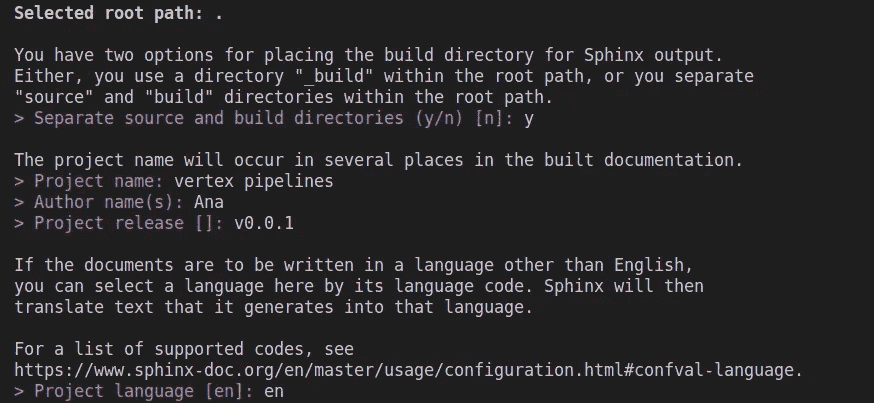 Selected root path: .
You have two options for placing the build directory for Sphinx output.
Either, you use a directory "_build" within the root path, or you separate
"source" and "build" directories within the root path.
> Separate source and build directories (y/n) [n]: y
The project name will occur in several places in the built documentation.
> Project name: vertex pipelines
> Author name(s): Ana
> Project release []: v0.0.1
If the documents are to be written in a language other than English,
you can select a language here by its language code. Sphinx will then
translate text that it generates into that language.
For a list of supported codes, see
https://www.sphinx-doc.org/en/master/usage/configuration.html#confval-language.
> Project language [en]: en